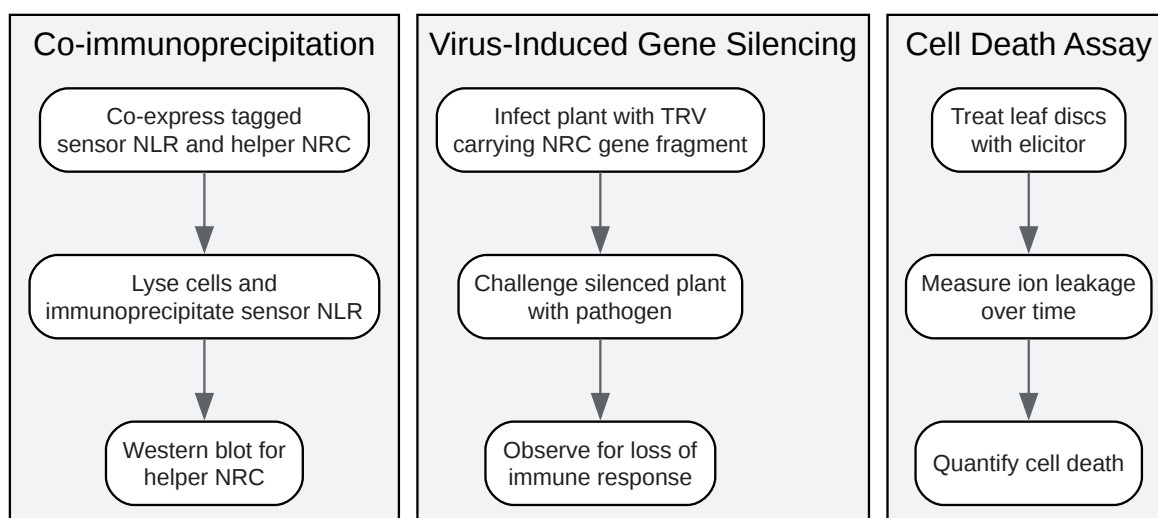 Co-immunoprecipitation
Co-express tagged
sensor NLR and helper NRC
Lyse cells and
immunoprecipitate sensor NLR
Western blot for
helper NRC
Virus-Induced Gene Silencing
Infect plant with TRV
carrying NRC gene fragment
Challenge silenced plant
with pathogen
Observe for loss of
immune response
Cell Death Assay
Treat leaf discs
with elicitor
Measure ion leakage
over time
Quantify cell death